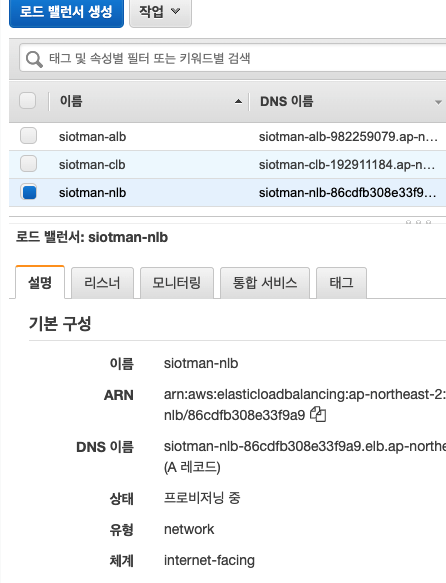 로드 밸런서 생성 작업
태그 및 속성별 필터 또는 키워드별 검색
이름 DNS 이름
siotman-alb siotman-alb-982259079.ap-n...
siotman-clb siotman-clb-192911184.ap-n...
siotman-nlb siotman-nlb-86cdfb308e33f9...
로드 밸런서: siotman-nlb
설명 리스너 모니터링 통합 서비스 태그
기본 구성
이름 siotman-nlb
ARN arn:aws:elasticloadbalancing:ap-northeast-2:
nlb/86cdfb308e33f9a9
DNS 이름 siotman-nlb-86cdfb308e33f9a9.elb.ap-northe
(A 레코드)
상태 프로비저닝 중
유형 network
체계 internet-facing